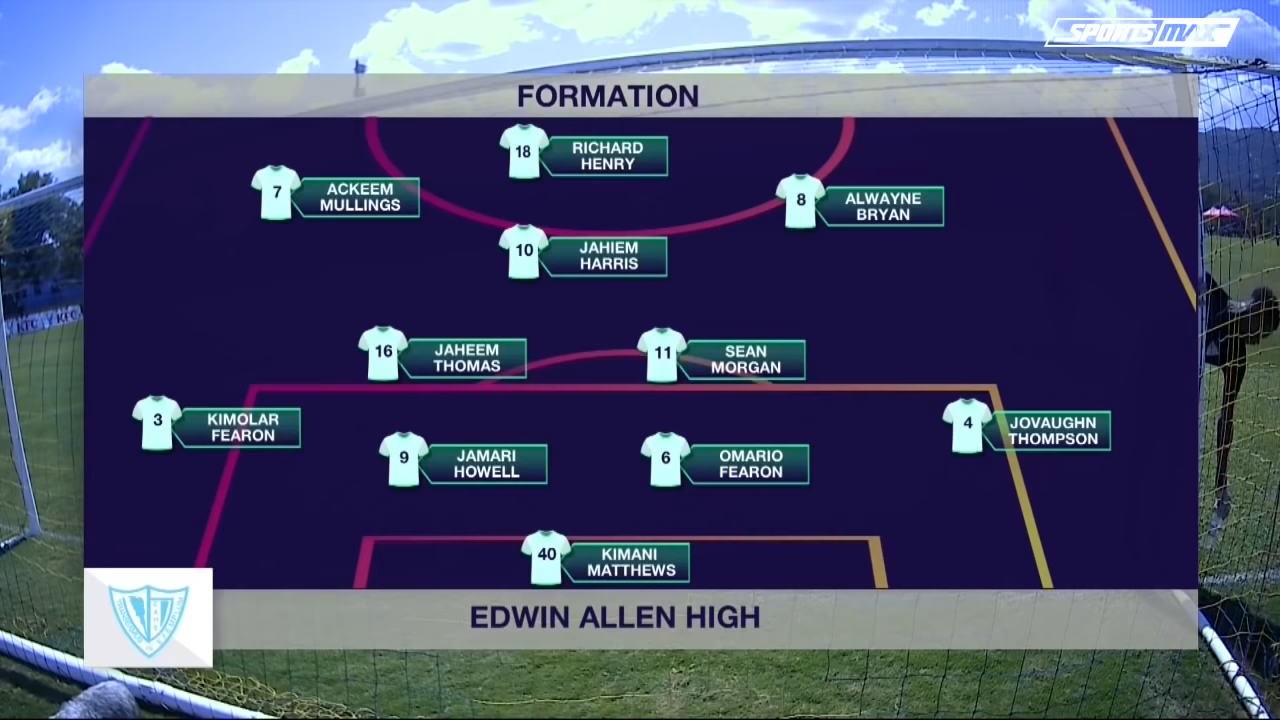 SPORTSMAX
FORMATION
18
RICHARD
HENRY
7
ACKEEM
MULLINGS
8
ALWAYNE
BRYAN
10
JAHIEM
HARRIS
16
JAHEEM
THOMAS
11
SEAN
MORGAN
3
KIMOLAR
FEARON
4
JOVAUGHN
THOMPSON
9
JAMARI
HOWELL
6
OMARIO
FEARON
40
KIMANI
MATTHEWS
EDWIN ALLEN HIGH
KFC KFC